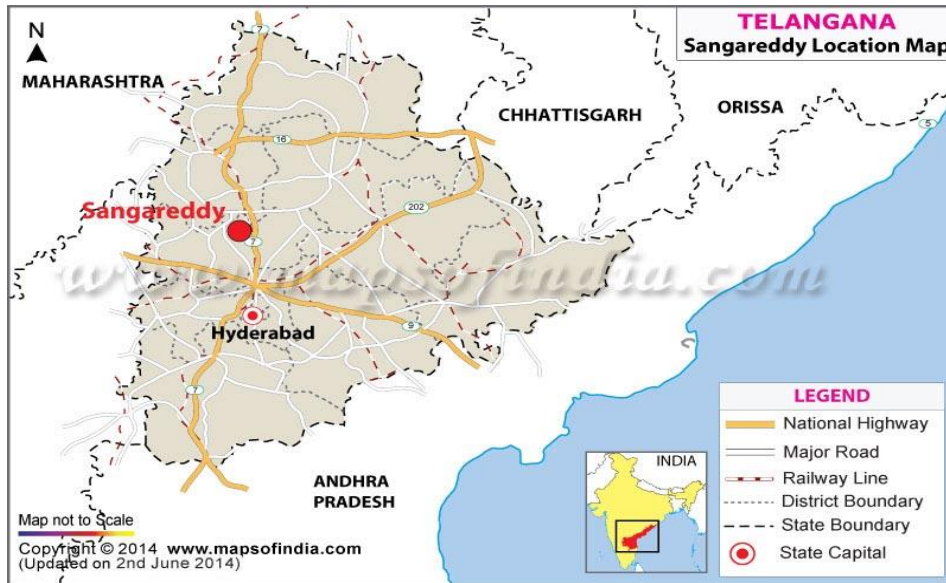 TELANGANA
Sangareddy Location Map
N
7
MAHARASHTRA
CHHATTISGARH
ORISSA
5
16
Sangareddy
202
7
www.mapsofindia.com
Hyderabad
9
7
LEGEND
National Highway
Major Road
Railway Line
District Boundary
State Boundary
State Capital
INDIA
ANDHRA
PRADESH
Map not to Scale
Copyright © 2014 www.mapsofindia.com
(Updated on 2nd June 2014)